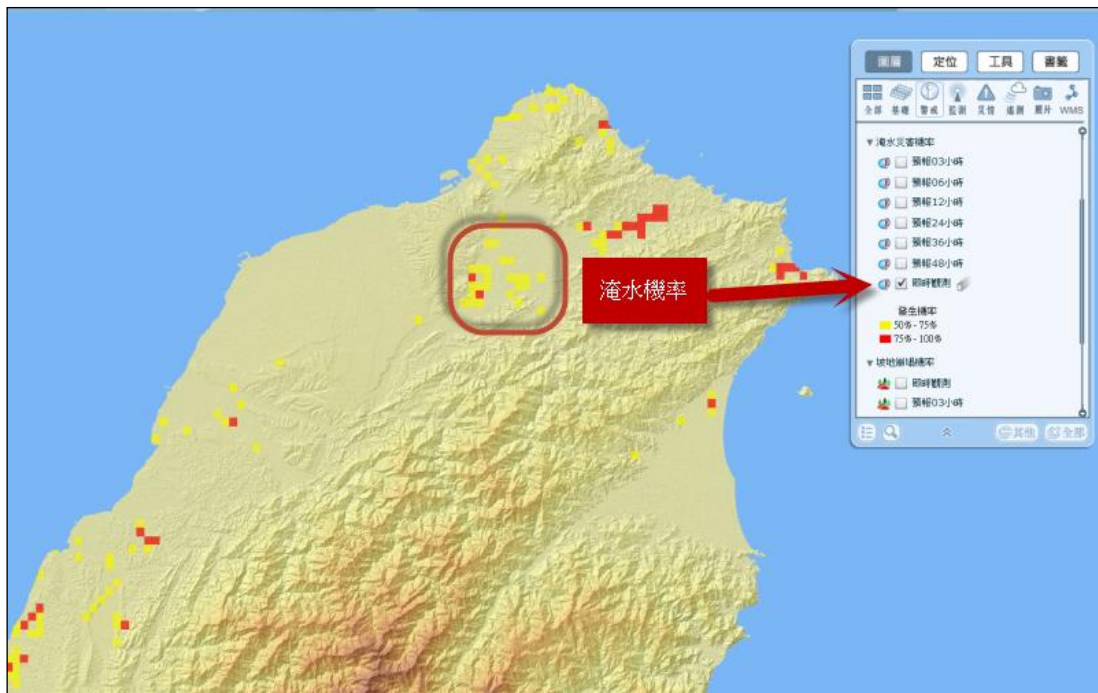 圖層 定位 工具 書籤
全部 基礎 警戒 監測 災情 遙測 照片 WMS
▼淹水災害機率
預報03小時
預報06小時
預報12小時
預報24小時
預報36小時
預報48小時
即時觀測
發生機率
50% - 75%
75% - 100%
▼坡地崩塌機率
即時觀測
預報03小時
其他 全部
淹水機率